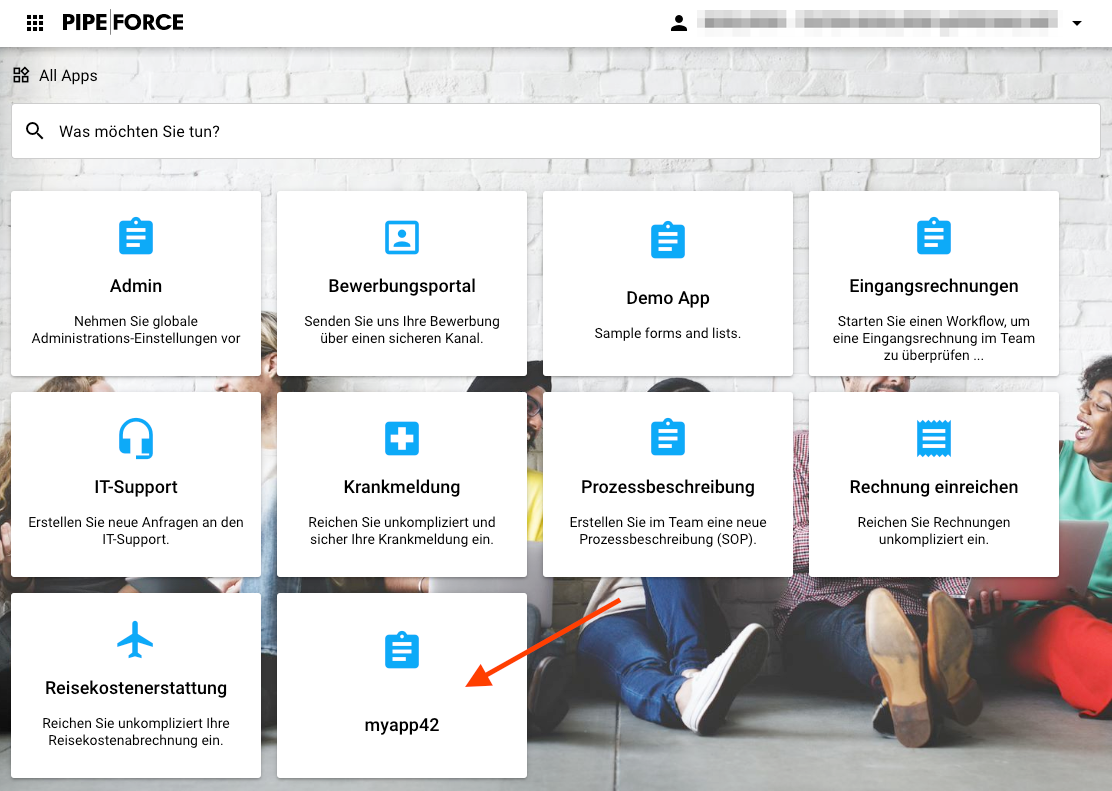 PIPE|FORCE
All Apps
Was möchten Sie tun?
Admin
Nehmen Sie globale
Administrations-Einstellungen vor
Bewerbungsportal
Senden Sie uns Ihre Bewerbung
über einen sicheren Kanal.
Demo App
Sample forms and lists.
Eingangsrechnungen
Starten Sie einen Workflow, um
eine Eingangsrechnung im Team
zu überprüfen ...
IT-Support
Erstellen Sie neue Anfragen an den
IT-Support.
Krankmeldung
Reichen Sie unkompliziert und
sicher Ihre Krankmeldung ein.
Prozessbeschreibung
Erstellen Sie im Team eine neue
Prozessbeschreibung (SOP).
Rechnung einreichen
Reichen Sie Rechnungen
unkompliziert ein.
Reisekostenerstattung
Reichen Sie unkompliziert Ihre
Reisekostenabrechnung ein.
myapp42